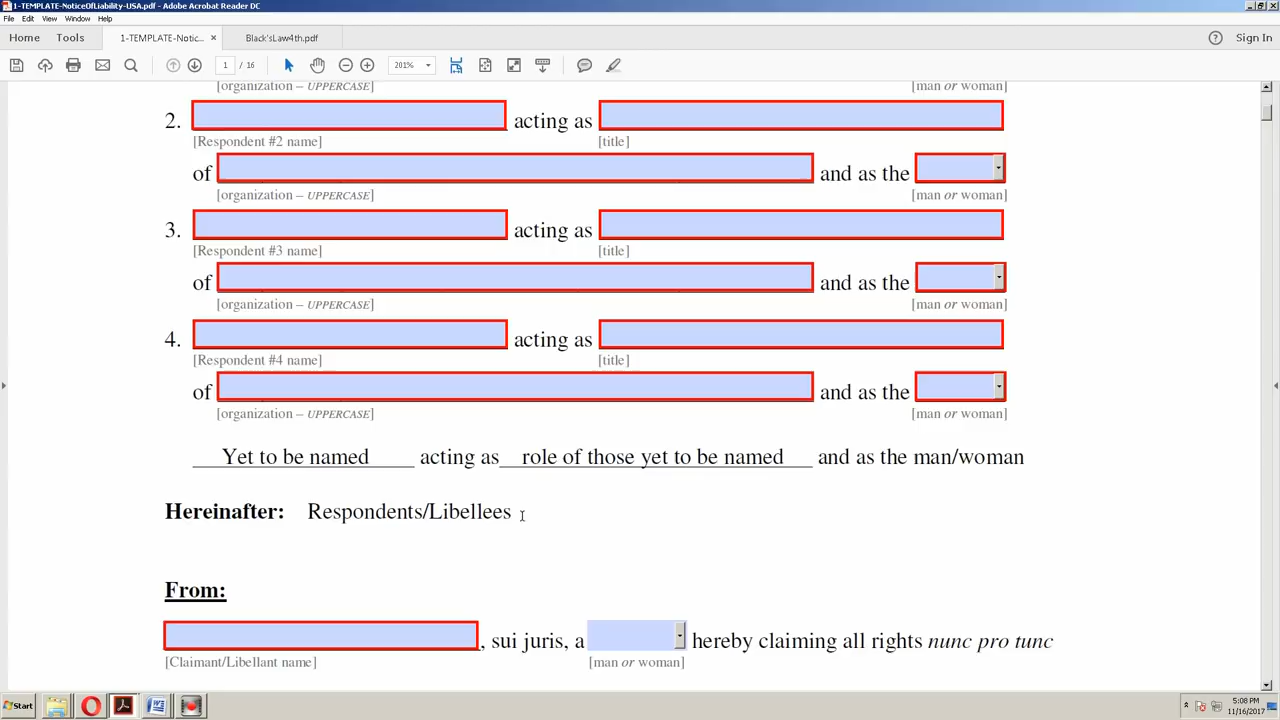 1-TEMPLATE-NoticeOfLiability-USA.pdf - Adobe Acrobat Reader DC
File Edit View Window Help
Home Tools 1-TEMPLATE-Notic... × Black'sLaw4th.pdf ? Sign In
1 / 16 201%
[organization – UPPERCASE] [man or woman]
2. acting as
[Respondent #2 name] [title]
of and as the
[organization – UPPERCASE] [man or woman]
3. acting as
[Respondent #3 name] [title]
of and as the
[organization – UPPERCASE] [man or woman]
4. acting as
[Respondent #4 name] [title]
of and as the
[organization – UPPERCASE] [man or woman]
Yet to be named acting as role of those yet to be named and as the man/woman
Hereinafter: Respondents/Libellees
From:
, sui juris, a hereby claiming all rights nunc pro tunc
[Claimant/Libellant name] [man or woman]
Start 5:08 PM
11/16/2017